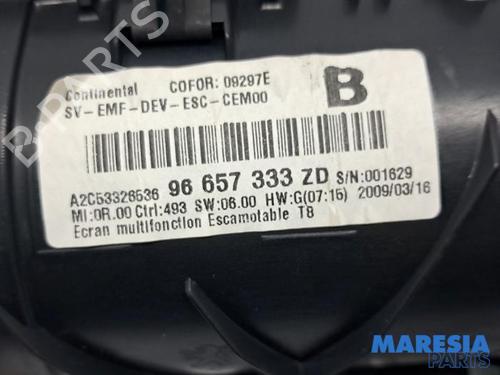 Continental COFOR: 09297E
SV-EMF-DEV-ESC-CEM00
B
A2C53326536 96 657 333 ZD S/N:001629
MI:0R.00 Ctrl:493 SW:06.00 HW:G(07:15) 2009/03/16
Ecran multifonction Escamotable T8
B-PARTS
MARESIA
PARTS